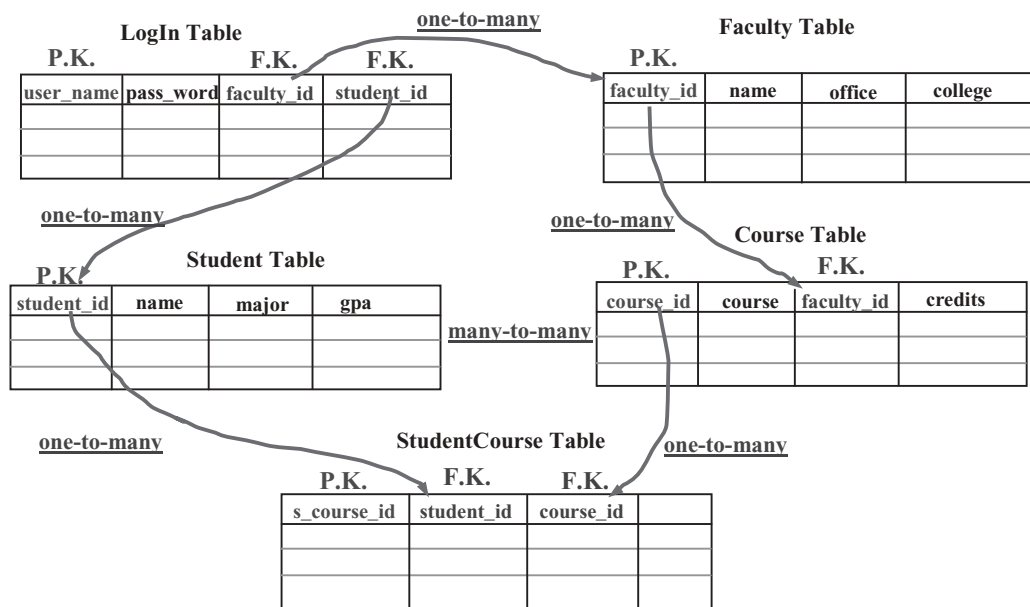 one-to-many
LogIn Table
Faculty Table
P.K. F.K. F.K.
P.K.
user_name pass_word faculty_id student_id
faculty_id name office college
one-to-many
one-to-many
Student Table
Course Table
P.K.
P.K. F.K.
student_id name major gpa
course_id course faculty_id credits
many-to-many
one-to-many
StudentCourse Table
one-to-many
P.K. F.K. F.K.
s_course_id student_id course_id